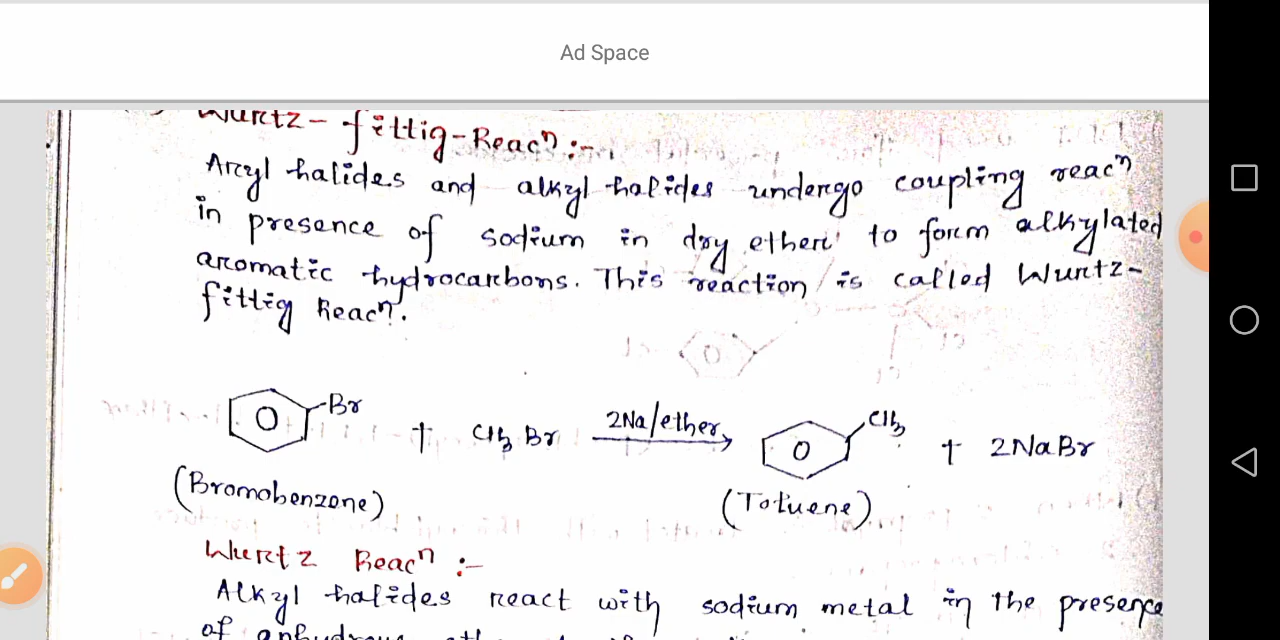 Ad Space
Wurtz-fittig-Reacn :-
Aryl halides and alkyl halides undergo coupling reacn
in presence of sodium in dry ether to form alkylated
aromatic hydrocarbons. This reaction is called Wurtz-
fittig Reacn.
Br + CH3Br 2Na/ether CH3 + 2NaBr
(Bromobenzene) (Toluene)
Wurtz Reacn :-
Alkyl halides react with sodium metal in the presence
of